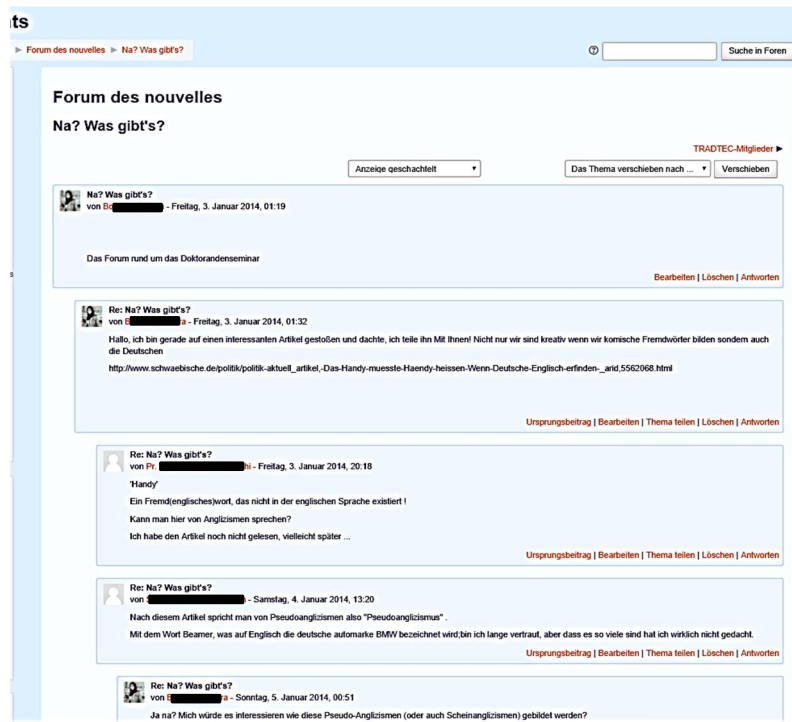 ts
► Forum des nouvelles ► Na? Was gibt's?
Suche in Foren
Forum des nouvelles
Na? Was gibt's?
TRADTEC-Mitglieder ►
Anzeige geschachtelt
Das Thema verschieben nach ...
Verschieben
Na? Was gibt's?
von Bo - Freitag, 3. Januar 2014, 01:19
Das Forum rund um das Doktorandenseminar
Bearbeiten | Löschen | Antworten
s
Re: Na? Was gibt's?
von B a - Freitag, 3. Januar 2014, 01:32
Hallo, ich bin gerade auf einen interessanten Artikel gestoßen und dachte, ich teile ihn Mit Ihnen! Nicht nur wir sind kreativ wenn wir komische Fremdwörter bilden sondern auch
die Deutschen
http://www.schwaebische.de/politik/politik-aktuell_artikel,-Das-Handy-muesste-Haendy-heissen-Wenn-Deutsche-Englisch-erfinden-_arid,5562068.html
Ursprungsbeitrag | Bearbeiten | Thema teilen | Löschen | Antworten
Re: Na? Was gibt's?
von Pr. hi - Freitag, 3. Januar 2014, 20:18
'Handy'
Ein Fremd(englisches)wort, das nicht in der englischen Sprache existiert !
Kann man hier von Anglizismen sprechen?
Ich habe den Artikel noch nicht gelesen, vielleicht später ...
Ursprungsbeitrag | Bearbeiten | Thema teilen | Löschen | Antworten
Re: Na? Was gibt's?
von - Samstag, 4. Januar 2014, 13:20
Nach diesem Artikel spricht man von Pseudoanglizismen also "Pseudoanglizismus" .
Mit dem Wort Beamer, was auf Englisch die deutsche automarke BMW bezeichnet wird;bin ich lange vertraut, aber dass es so viele sind hat ich wirklich nicht gedacht.
Ursprungsbeitrag | Bearbeiten | Thema teilen | Löschen | Antworten
Re: Na? Was gibt's?
von B ra - Sonntag, 5. Januar 2014, 00:51
Ja na? Mich würde es interessieren wie diese Pseudo-Anglizismen (oder auch Scheinanglizismen) gebildet werden?